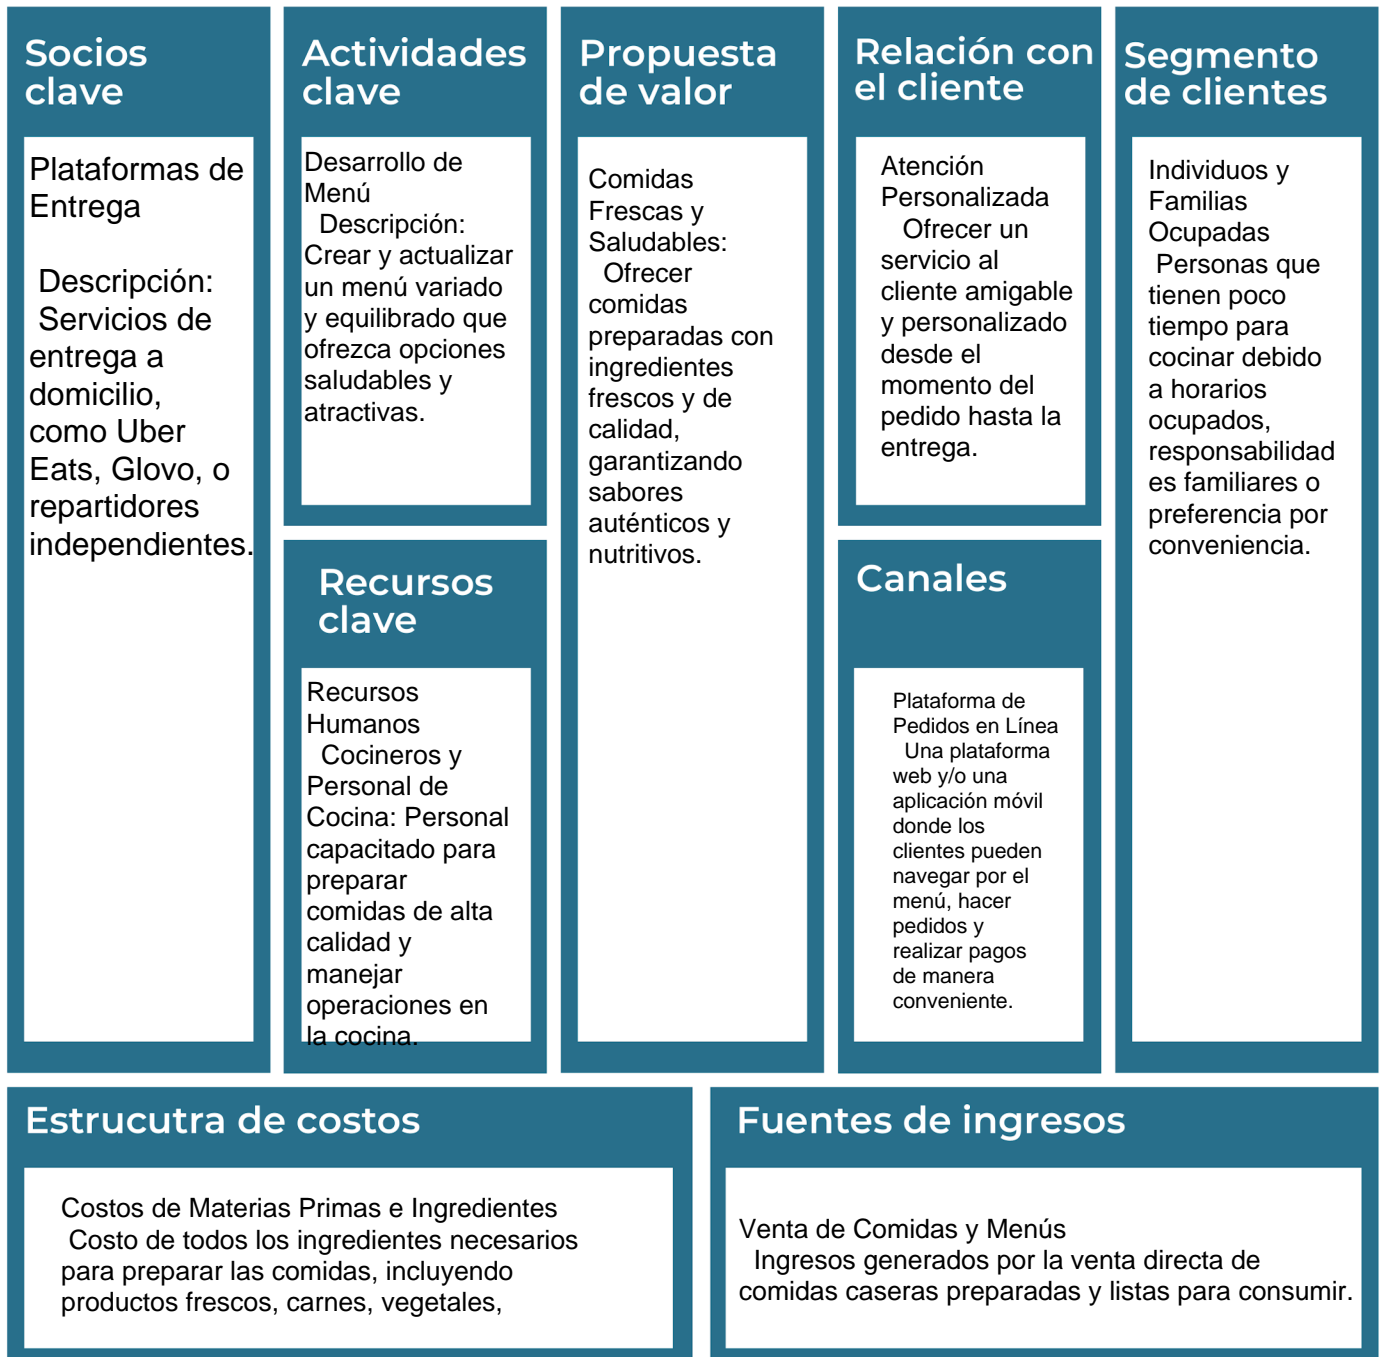 Socios
clave
Plataformas de
Entrega
Descripción:
Servicios de
entrega a
domicilio,
como Uber
Eats, Glovo, o
repartidores
independientes.
Actividades
clave
Desarrollo de
Menú
Descripción:
Crear y actualizar
un menú variado
y equilibrado que
ofrezca opciones
saludables y
atractivas.
Recursos
clave
Recursos
Humanos
Cocineros y
Personal de
Cocina: Personal
capacitado para
preparar
comidas de alta
calidad y
manejar
operaciones en
la cocina.
Propuesta
de valor
Comidas
Frescas y
Saludables:
Ofrecer
comidas
preparadas con
ingredientes
frescos y de
calidad,
garantizando
sabores
auténticos y
nutritivos.
Relación con
el cliente
Atención
Personalizada
Ofrecer un
servicio al
cliente amigable
y personalizado
desde el
momento del
pedido hasta la
entrega.
Canales
Plataforma de
Pedidos en Línea
Una plataforma
web y/o una
aplicación móvil
donde los
clientes pueden
navegar por el
menú, hacer
pedidos y
realizar pagos
de manera
conveniente.
Segmento
de clientes
Individuos y
Familias
Ocupadas
Personas que
tienen poco
tiempo para
cocinar debido
a horarios
ocupados,
responsabilidad
es familiares o
preferencia por
conveniencia.
Estrucutra de costos
Costos de Materias Primas e Ingredientes
Costo de todos los ingredientes necesarios
para preparar las comidas, incluyendo
productos frescos, carnes, vegetales,
Fuentes de ingresos
Venta de Comidas y Menús
Ingresos generados por la venta directa de
comidas caseras preparadas y listas para consumir.